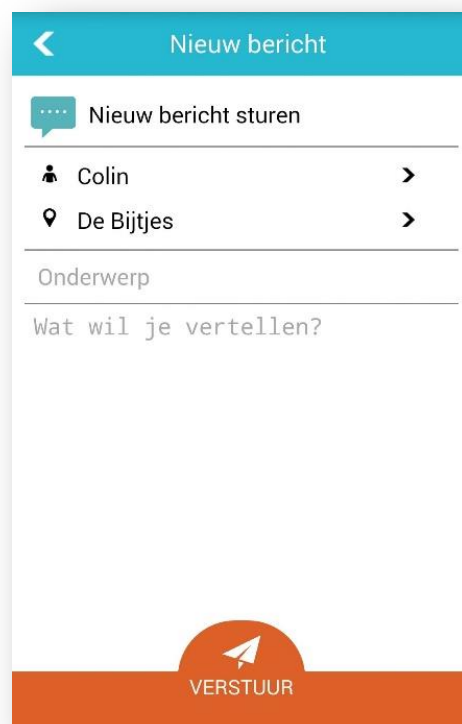 Nieuw bericht
Nieuw bericht sturen
Colin
De Bijtjes
Onderwerp
Wat wil je vertellen?
VERSTUUR